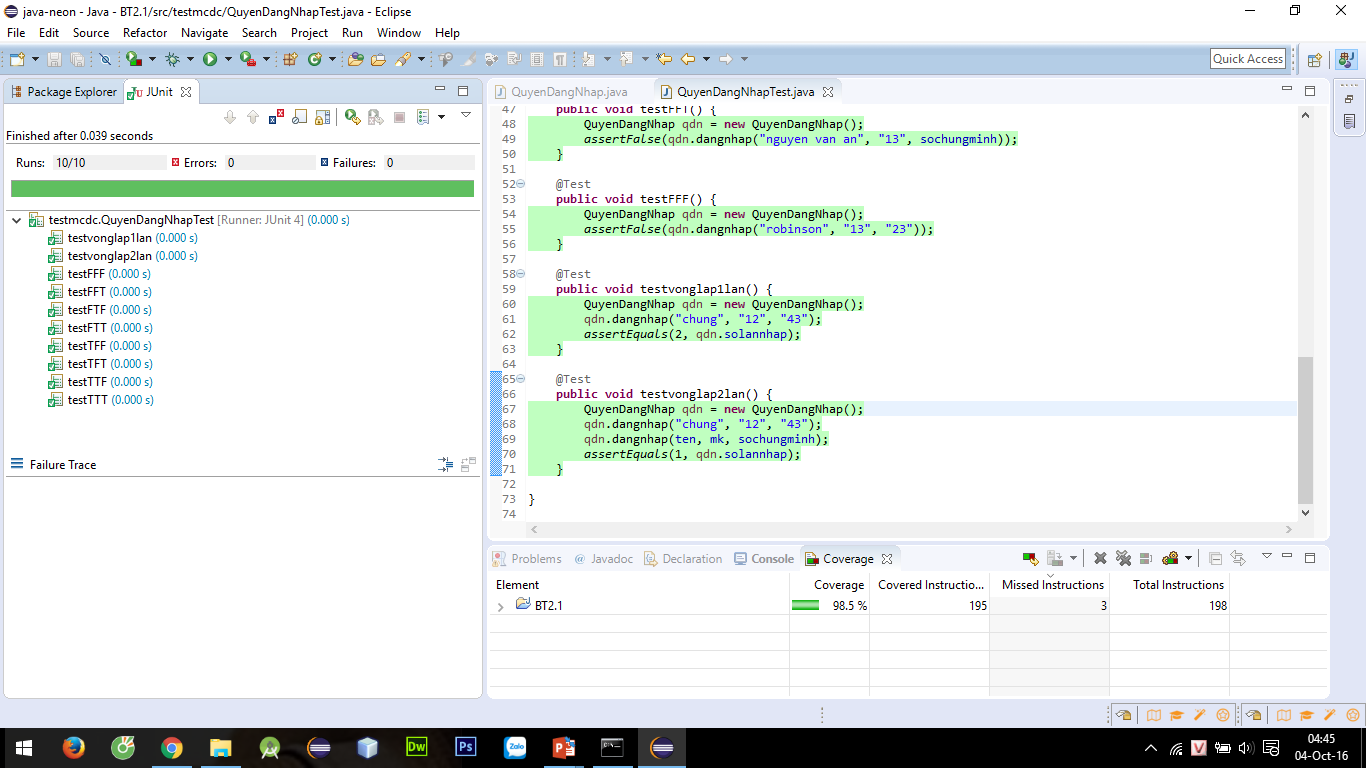 java-neon - Java - BT2.1/src/testmcdc/QuyenDangNhapTest.java - Eclipse
File Edit Source Refactor Navigate Search Project Run Window Help
Quick Access
Package Explorer JUnit
Finished after 0.039 seconds
Runs: 10/10 Errors: 0 Failures: 0
testmcdc.QuyenDangNhapTest [Runner: JUnit 4] (0.000 s)
testvonglap1lan (0.000 s)
testvonglap2lan (0.000 s)
testFFF (0.000 s)
testFFT (0.000 s)
testFTF (0.000 s)
testFTT (0.000 s)
testTFF (0.000 s)
testTFT (0.000 s)
testTTF (0.000 s)
testTTT (0.000 s)
Failure Trace
QuyenDangNhap.java QuyenDangNhapTest.java
47 public void testFFT() {
48 QuyenDangNhap qdn = new QuyenDangNhap();
49 assertFalse(qdn.dangnhap("nguyen van an", "13", sochungminh));
50 }
51
52 @Test
53 public void testFFF() {
54 QuyenDangNhap qdn = new QuyenDangNhap();
55 assertFalse(qdn.dangnhap("robinson", "13", "23"));
56 }
57
58 @Test
59 public void testvonglap1lan() {
60 QuyenDangNhap qdn = new QuyenDangNhap();
61 qdn.dangnhap("chung", "12", "43");
62 assertEquals(2, qdn.solannhap);
63 }
64
65 @Test
66 public void testvonglap2lan() {
67 QuyenDangNhap qdn = new QuyenDangNhap();
68 qdn.dangnhap("chung", "12", "43");
69 qdn.dangnhap(ten, mk, sochungminh);
70 assertEquals(1, qdn.solannhap);
71 }
72
73 }
74
Problems Javadoc Declaration Console Coverage
Element Coverage Covered Instructio... Missed Instructions Total Instructions
BT2.1 98.5 % 195 3 198
Dw Ps Zalo V
04:45
04-Oct-16